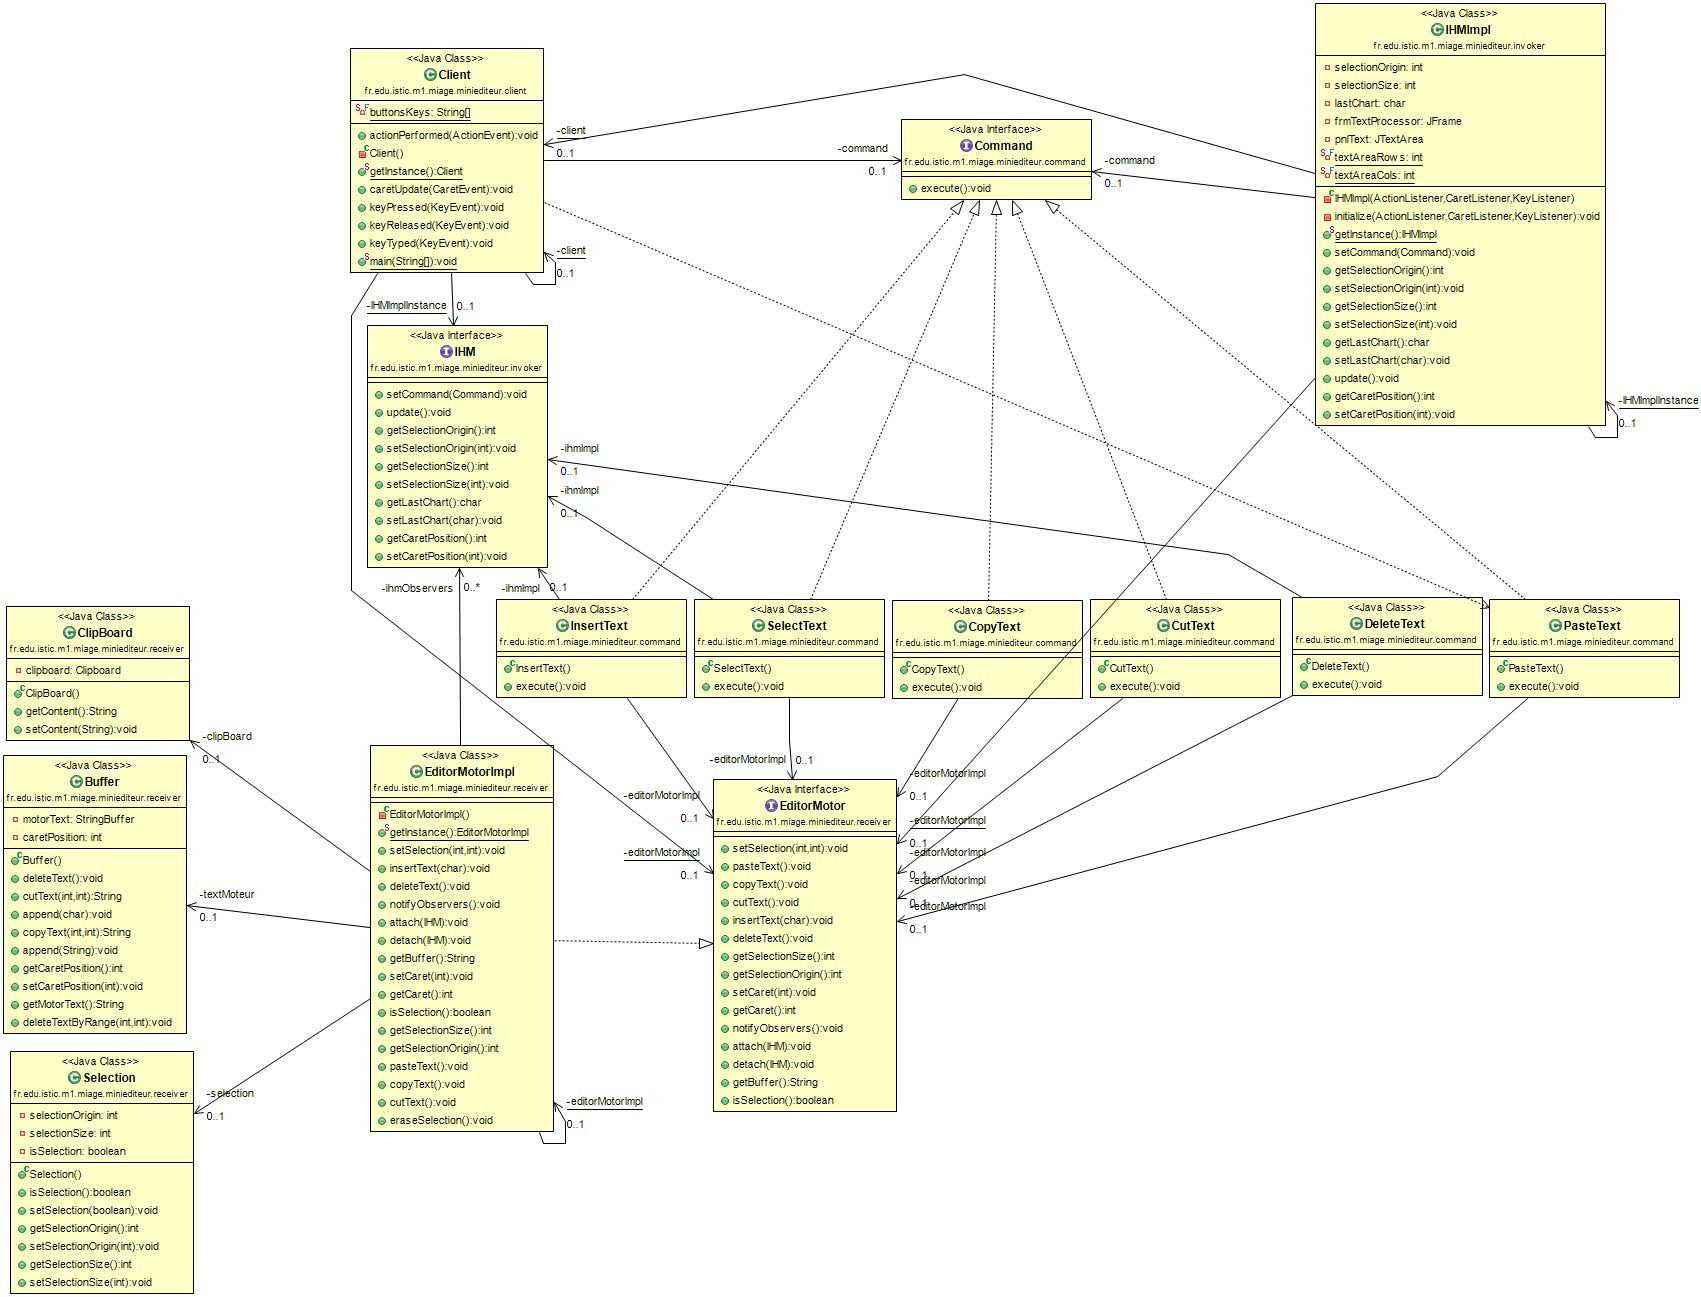 <<Java Class>>
Client
fr.edu.istic.m1.miage.miniediteur.client
buttonsKeys: String[]
actionPerformed(ActionEvent):void
Client()
getInstance():Client
caretUpdate(CaretEvent):void
keyPressed(KeyEvent):void
keyReleased(KeyEvent):void
keyTyped(KeyEvent):void
main(String[]):void
-client
0..1
-client
0..1
-command
0..1
<<Java Interface>>
Command
fr.edu.istic.m1.miage.miniediteur.command
execute():void
-command
0..1
<<Java Class>>
IHMImpl
fr.edu.istic.m1.miage.miniediteur.invoker
selectionOrigin: int
selectionSize: int
lastChart: char
frmTextProcessor: JFrame
pnlText: JTextArea
textAreaRows: int
textAreaCols: int
IHMImpl(ActionListener,CaretListener,KeyListener)
initialize(ActionListener,CaretListener,KeyListener):void
getInstance():IHMImpl
setCommand(Command):void
getSelectionOrigin():int
setSelectionOrigin(int):void
getSelectionSize():int
setSelectionSize(int):void
getLastChart():char
setLastChart(char):void
update():void
getCaretPosition():int
setCaretPosition(int):void
-IHMImplInstance
0..1
-IHMImplInstance
0..1
<<Java Interface>>
IHM
fr.edu.istic.m1.miage.miniediteur.invoker
setCommand(Command):void
update():void
getSelectionOrigin():int
setSelectionOrigin(int):void
getSelectionSize():int
setSelectionSize(int):void
getLastChart():char
setLastChart(char):void
getCaretPosition():int
setCaretPosition(int):void
-ihmImpl
0..1
-ihmImpl
0..1
-ihmObservers
0..*
-ihmImpl
0..1
<<Java Class>>
InsertText
fr.edu.istic.m1.miage.miniediteur.command
InsertText()
execute():void
<<Java Class>>
SelectText
fr.edu.istic.m1.miage.miniediteur.command
SelectText()
execute():void
<<Java Class>>
CopyText
fr.edu.istic.m1.miage.miniediteur.command
CopyText()
execute():void
<<Java Class>>
CutText
fr.edu.istic.m1.miage.miniediteur.command
CutText()
execute():void
<<Java Class>>
DeleteText
fr.edu.istic.m1.miage.miniediteur.command
DeleteText()
execute():void
<<Java Class>>
PasteText
fr.edu.istic.m1.miage.miniediteur.command
PasteText()
execute():void
<<Java Class>>
ClipBoard
fr.edu.istic.m1.miage.miniediteur.receiver
clipboard: Clipboard
ClipBoard()
getContent():String
setContent(String):void
-clipBoard
0..1
<<Java Class>>
Buffer
fr.edu.istic.m1.miage.miniediteur.receiver
motorText: StringBuffer
caretPosition: int
Buffer()
deleteText():void
cutText(int,int):String
append(char):void
copyText(int,int):String
append(String):void
getCaretPosition():int
setCaretPosition(int):void
getMotorText():String
deleteTextByRange(int,int):void
-textMoteur
0..1
<<Java Class>>
Selection
fr.edu.istic.m1.miage.miniediteur.receiver
selectionOrigin: int
selectionSize: int
isSelection: boolean
Selection()
isSelection():boolean
setSelection(boolean):void
getSelectionOrigin():int
setSelectionOrigin(int):void
getSelectionSize():int
setSelectionSize(int):void
-selection
0..1
<<Java Class>>
EditorMotorImpl
fr.edu.istic.m1.miage.miniediteur.receiver
EditorMotorImpl()
getInstance():EditorMotorImpl
setSelection(int,int):void
insertText(char):void
deleteText():void
notifyObservers():void
attach(IHM):void
detach(IHM):void
getBuffer():String
setCaret(int):void
getCaret():int
isSelection():boolean
getSelectionSize():int
getSelectionOrigin():int
pasteText():void
copyText():void
cutText():void
eraseSelection():void
-editorMotorImpl
0..1
-editorMotorImpl
0..1
-editorMotorImpl
0..1
-editorMotorImpl
0..1
<<Java Interface>>
EditorMotor
fr.edu.istic.m1.miage.miniediteur.receiver
setSelection(int,int):void
pasteText():void
copyText():void
cutText():void
insertText(char):void
deleteText():void
getSelectionSize():int
getSelectionOrigin():int
setCaret(int):void
getCaret():int
notifyObservers():void
attach(IHM):void
detach(IHM):void
getBuffer():String
isSelection():boolean
-editorMotorImpl
0..1
-editorMotorImpl
0..1
-editorMotorImpl
0..1
-editorMotorImpl
0..1
-editorMotorImpl
0..1